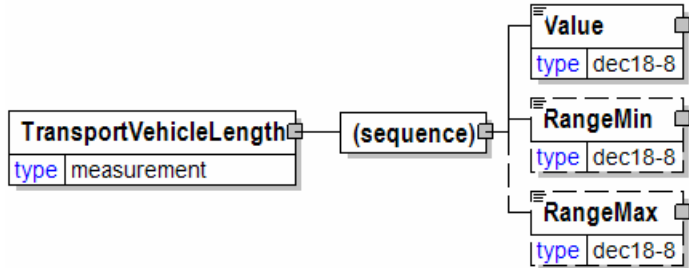 Value
type dec18-8
TransportVehicleLength
type measurement
(sequence)
RangeMin
type dec18-8
RangeMax
type dec18-8